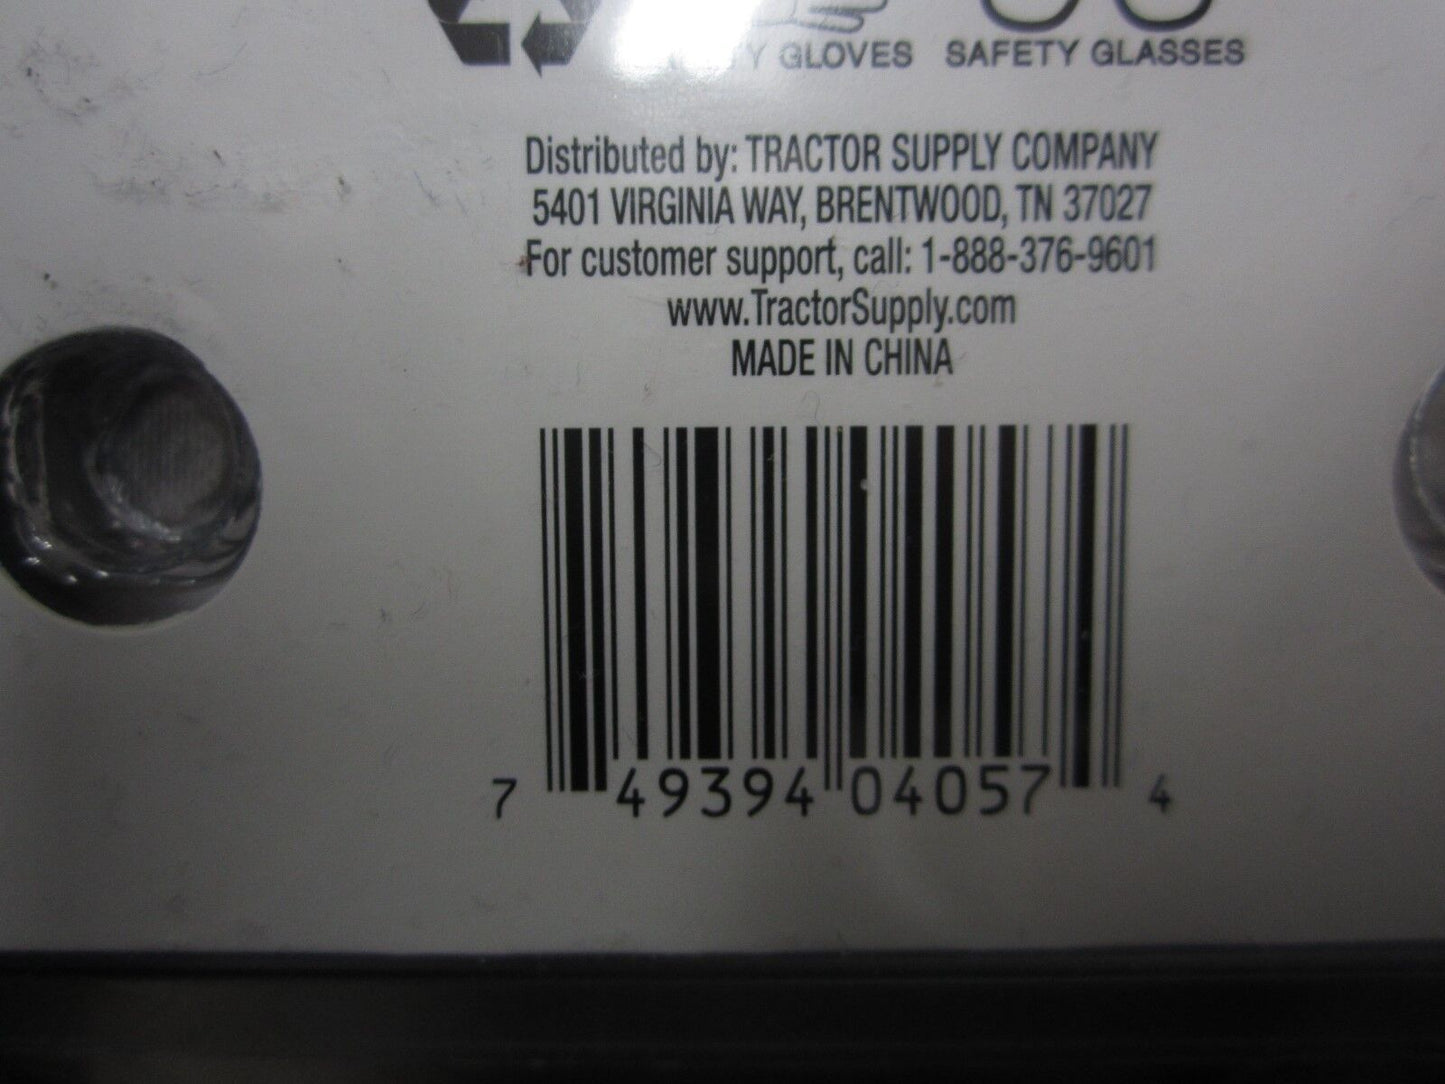 GLOVES SAFETY GLASSES
Distributed by: TRACTOR SUPPLY COMPANY
5401 VIRGINIA WAY, BRENTWOOD, TN 37027
For customer support, call: 1-888-376-9601
www.TractorSupply.com
MADE IN CHINA
7 49394 04057 4